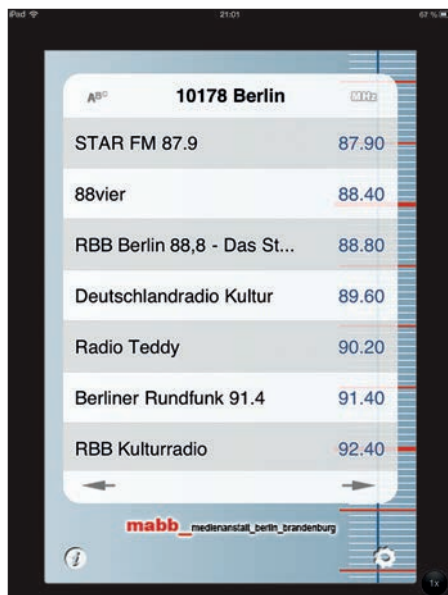 iPad 21:01 67 %
ABC 10178 Berlin MHz
STAR FM 87.9 87.90
88vier 88.40
RBB Berlin 88,8 - Das St... 88.80
Deutschlandradio Kultur 89.60
Radio Teddy 90.20
Berliner Rundfunk 91.4 91.40
RBB Kulturradio 92.40
mabb_medienanstalt_berlin_brandenburg
i
1x